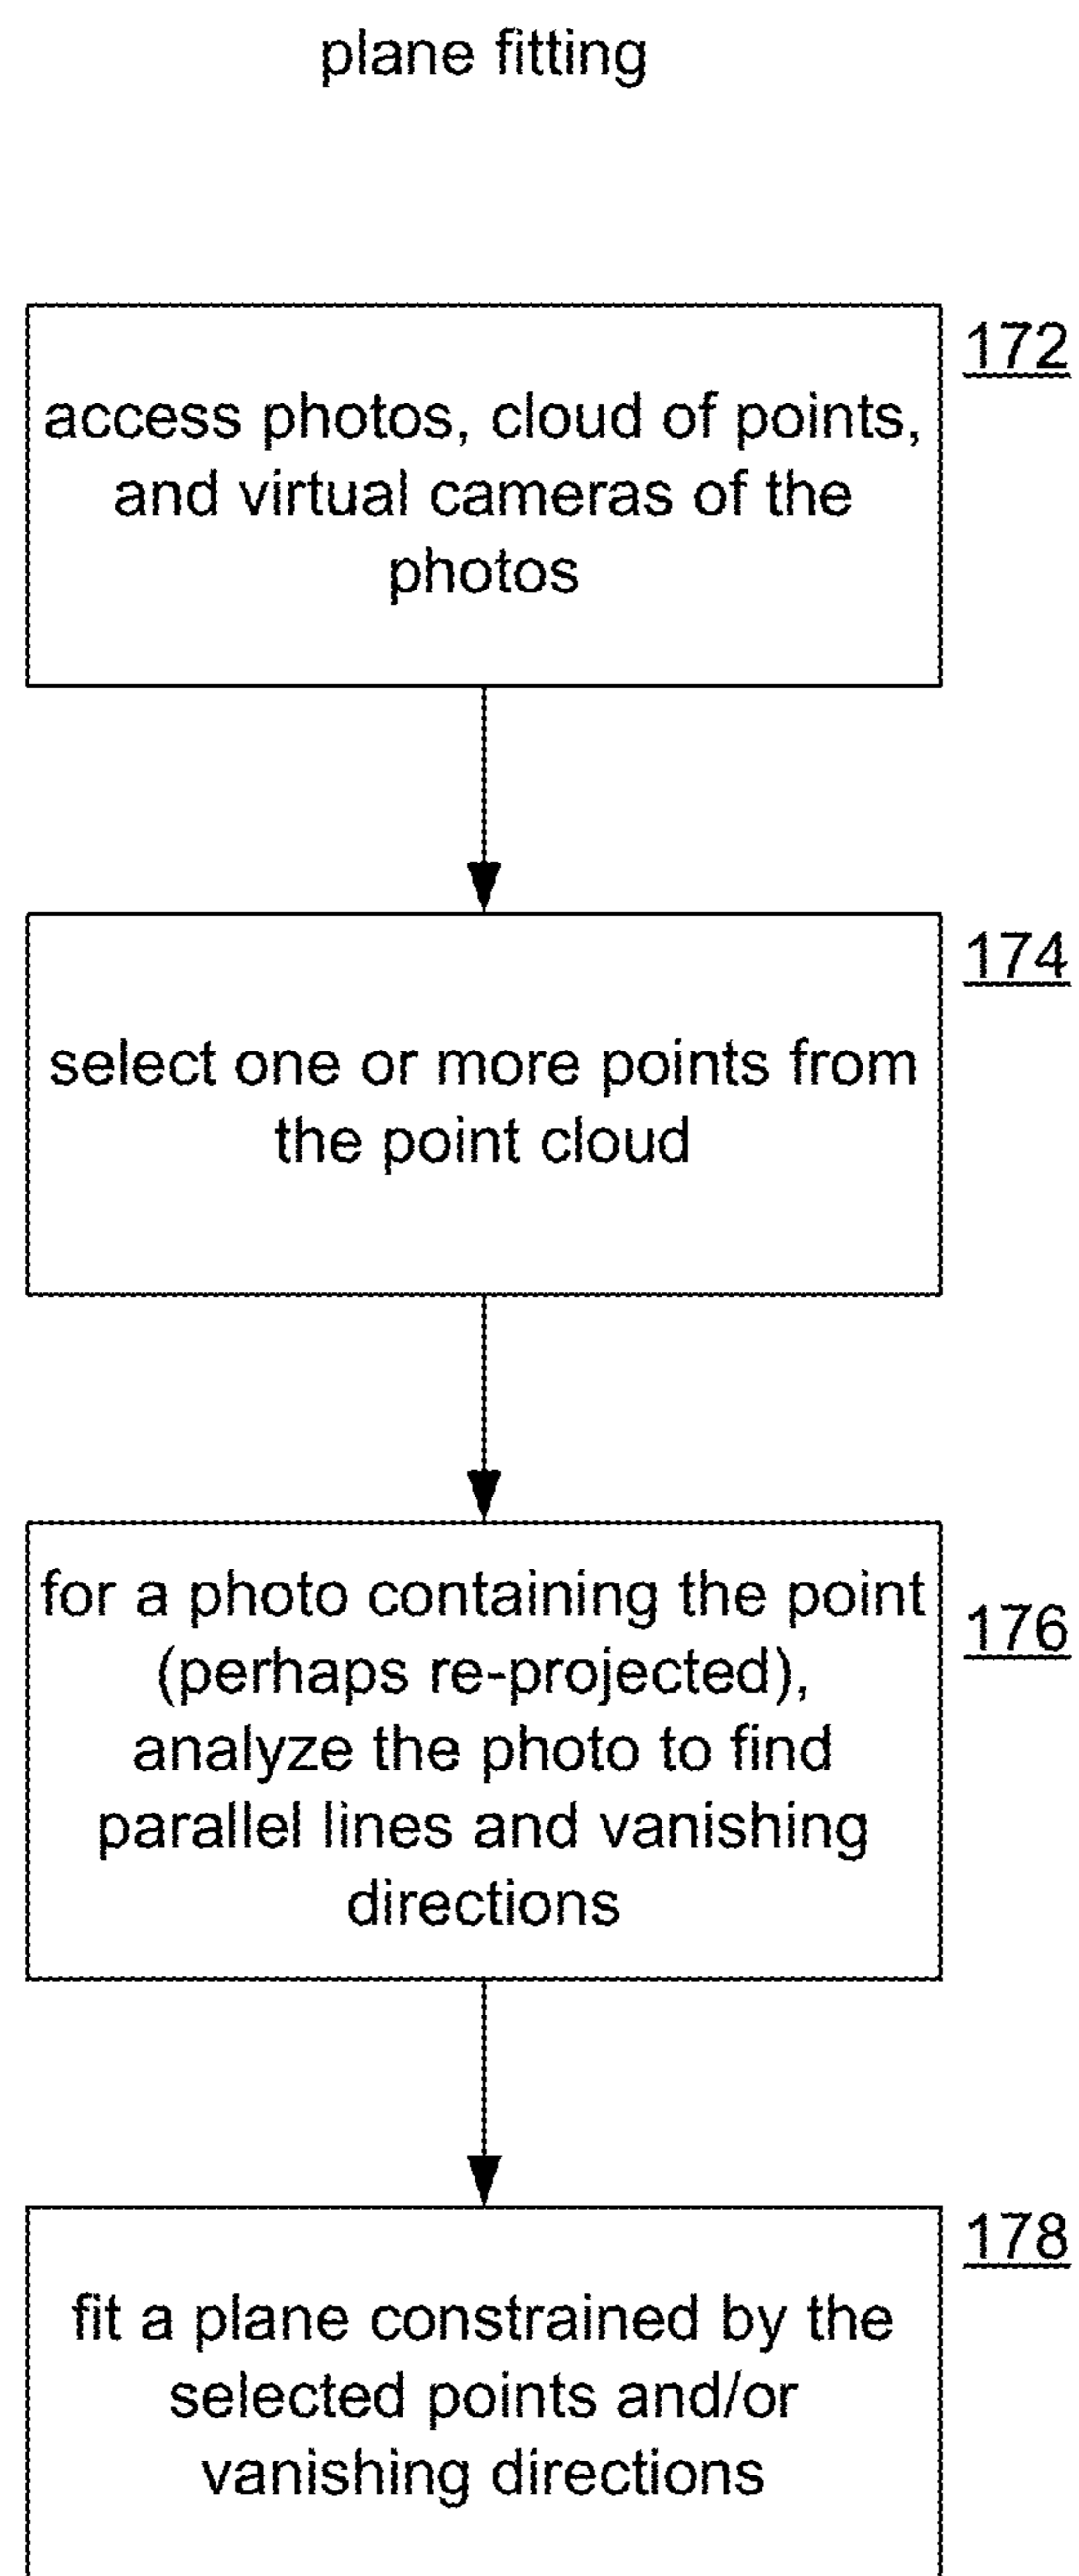 plane fitting
172
access photos, cloud of points,
and virtual cameras of the
photos
174
select one or more points from
the point cloud
for a photo containing the point
176
(perhaps re-projected),
analyze the photo to find
parallel lines and vanishing
directions
178
fit a plane constrained by the
selected points and/or
vanishing directions